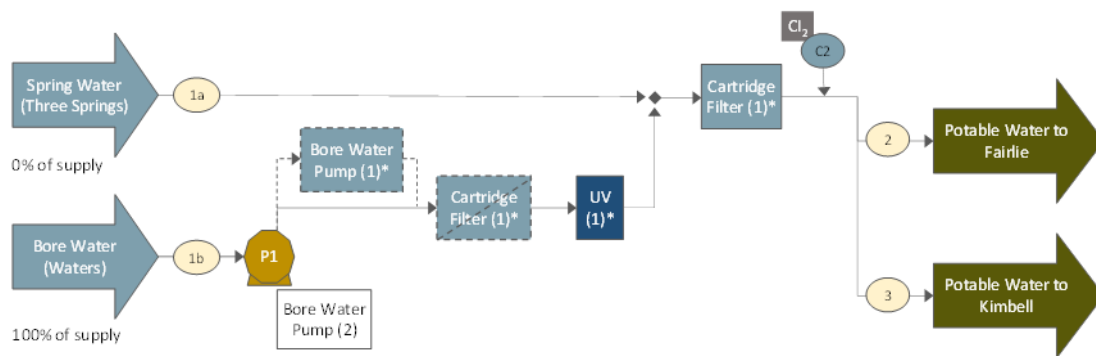 Cl2
C2
Spring Water
(Three Springs)
1a
Cartridge
Filter (1)*
0% of supply
Bore Water
Pump (1)*
2
Potable Water to
Fairlie
Cartridge
Filter (1)*
UV
(1)*
Bore Water
(Waters)
1b
P1
3
Potable Water to
Kimbell
Bore Water
Pump (2)
100% of supply